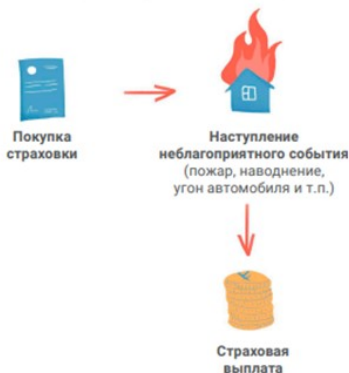 Покупка
страховки
Наступление
неблагоприятного события
(пожар, наводнение,
угон автомобиля и т.п.)
Страховая
выплата